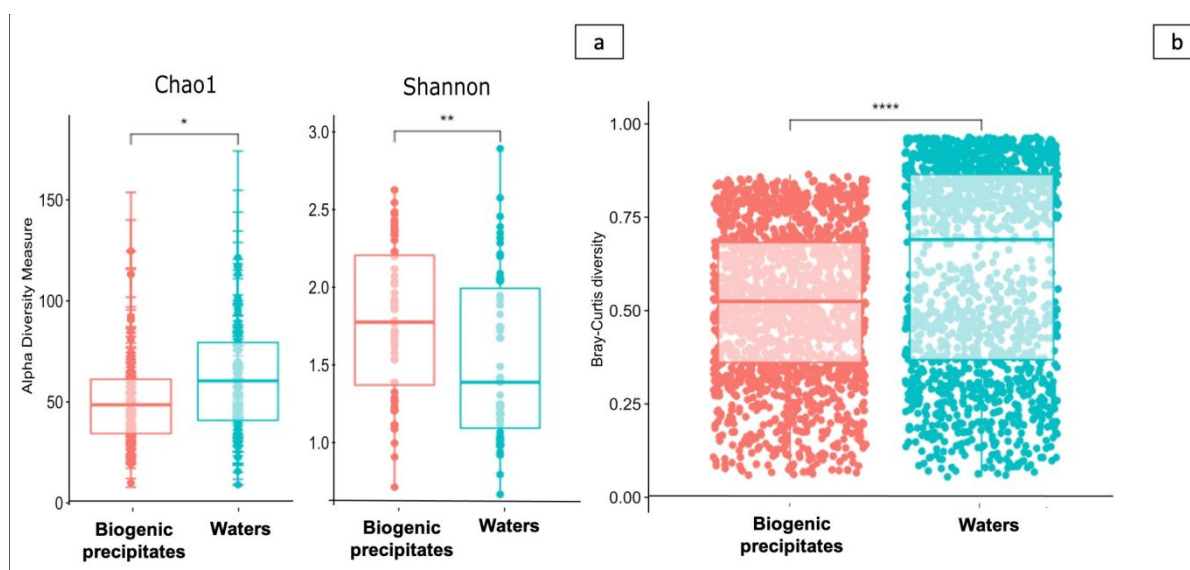 a
b
Chao1
Shannon
*
**
****
Alpha Diversity Measure
150
100
50
0
3.0
2.5
2.0
1.5
1.0
Bray-Curtis diversity
1.00
0.75
0.50
0.25
0.00
Biogenic
precipitates
Waters
Biogenic
precipitates
Waters
Biogenic
precipitates
Waters